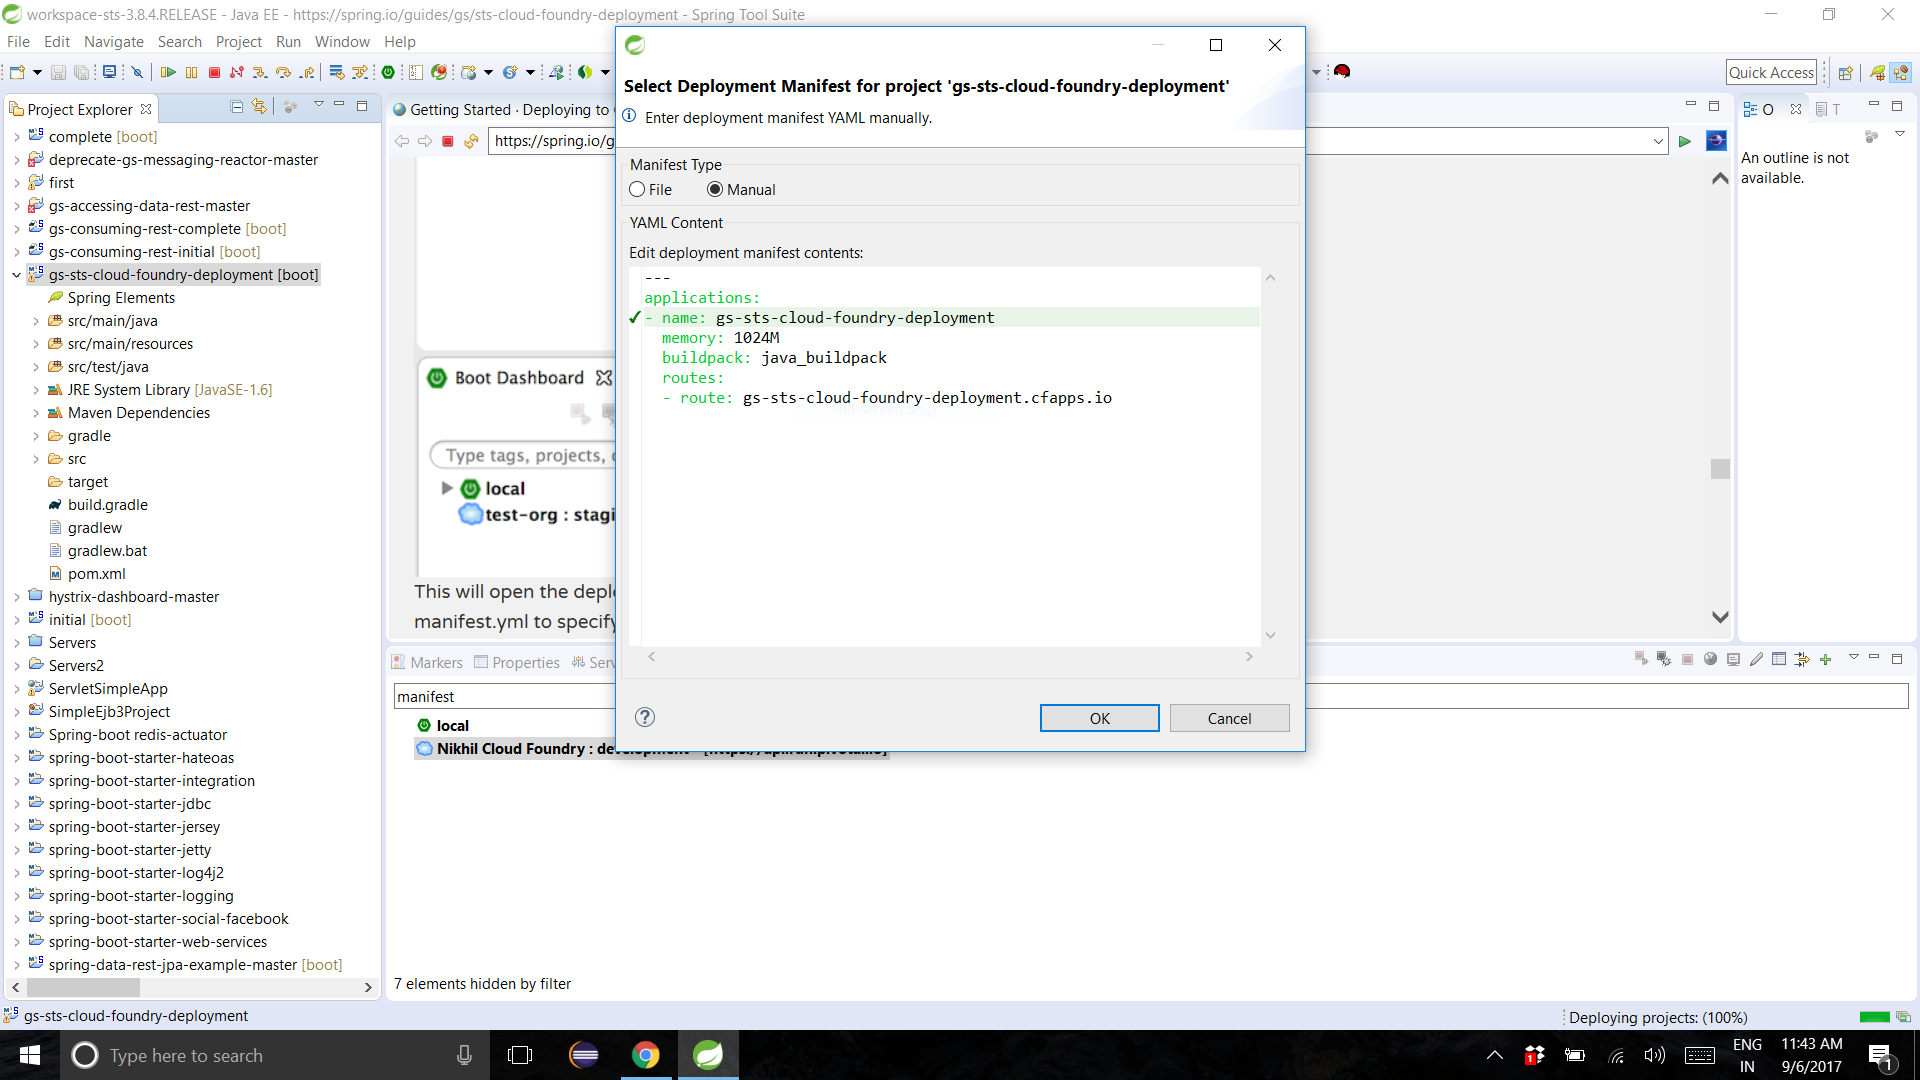 workspace-sts-3.8.4.RELEASE - Java EE - https://spring.io/guides/gs/sts-cloud-foundry-deployment - Spring Tool Suite
File Edit Navigate Search Project Run Window Help
Quick Access
Project Explorer
complete [boot]
deprecate-gs-messaging-reactor-master
first
gs-accessing-data-rest-master
gs-consuming-rest-complete [boot]
gs-consuming-rest-initial [boot]
gs-sts-cloud-foundry-deployment [boot]
Spring Elements
src/main/java
src/main/resources
src/test/java
JRE System Library [JavaSE-1.6]
Maven Dependencies
gradle
src
target
build.gradle
gradlew
gradlew.bat
pom.xml
hystrix-dashboard-master
initial [boot]
Servers
Servers2
ServletSimpleApp
SimpleEjb3Project
Spring-boot redis-actuator
spring-boot-starter-hateoas
spring-boot-starter-integration
spring-boot-starter-jdbc
spring-boot-starter-jersey
spring-boot-starter-jetty
spring-boot-starter-log4j2
spring-boot-starter-logging
spring-boot-starter-social-facebook
spring-boot-starter-web-services
spring-data-rest-jpa-example-master [boot]
Getting Started · Deploying to
https://spring.io/g
Boot Dashboard
Type tags, projects,
local
test-org : stagi
This will open the depl
manifest.yml to specify
Select Deployment Manifest for project 'gs-sts-cloud-foundry-deployment'
Enter deployment manifest YAML manually.
Manifest Type
File Manual
YAML Content
Edit deployment manifest contents:
---
applications:
- name: gs-sts-cloud-foundry-deployment
memory: 1024M
buildpack: java_buildpack
routes:
- route: gs-sts-cloud-foundry-deployment.cfapps.io
OK Cancel
O T
An outline is not
available.
Markers Properties Serv
manifest
local
Nikhil Cloud Foundry :
7 elements hidden by filter
gs-sts-cloud-foundry-deployment
Deploying projects: (100%)
Type here to search
1
ENG
IN
11:43 AM
9/6/2017
1